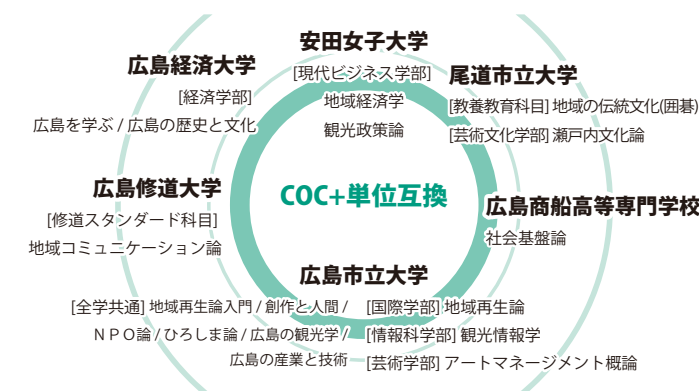 安田女子大学
[現代ビジネス学部]
地域経済学
観光政策論
広島経済大学
[経済学部]
広島を学ぶ / 広島の歴史と文化
尾道市立大学
[教養教育科目] 地域の伝統文化(囲碁)
[芸術文化学部] 瀬戸内文化論
広島修道大学
[修道スタンダード科目]
地域コミュニケーション論
COC+単位互換
広島商船高等専門学校
社会基盤論
広島市立大学
[全学共通] 地域再生論入門 / 創作と人間 /
ＮＰＯ論 / ひろしま論 / 広島の観光学 /
広島の産業と技術
[国際学部] 地域再生論
[情報科学部] 観光情報学
[芸術学部] アートマネージメント概論